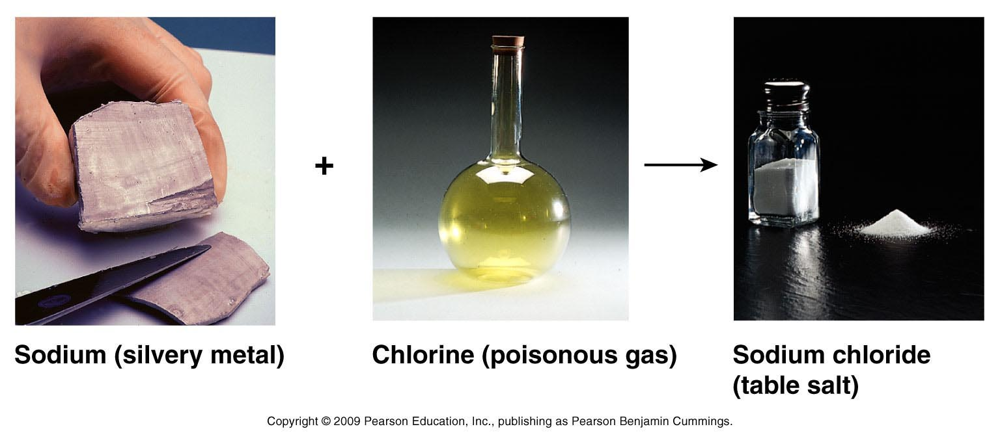 +
Sodium (silvery metal)
Chlorine (poisonous gas)
Sodium chloride
(table salt)
Copyright © 2009 Pearson Education, Inc., publishing as Pearson Benjamin Cummings.